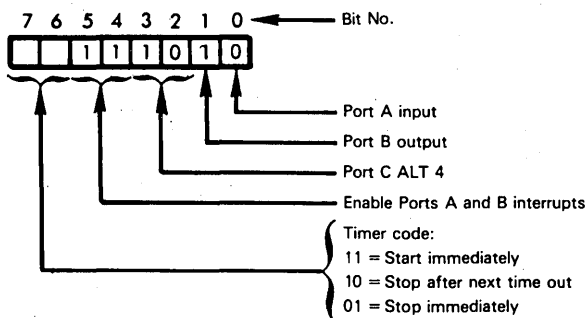 7 6 5 4 3 2 1 0 Bit No.
1 1 1 0 1 0
Port A input
Port B output
Port C ALT 4
Enable Ports A and B interrupts
Timer code:
11 = Start immediately
10 = Stop after next time out
01 = Stop immediately